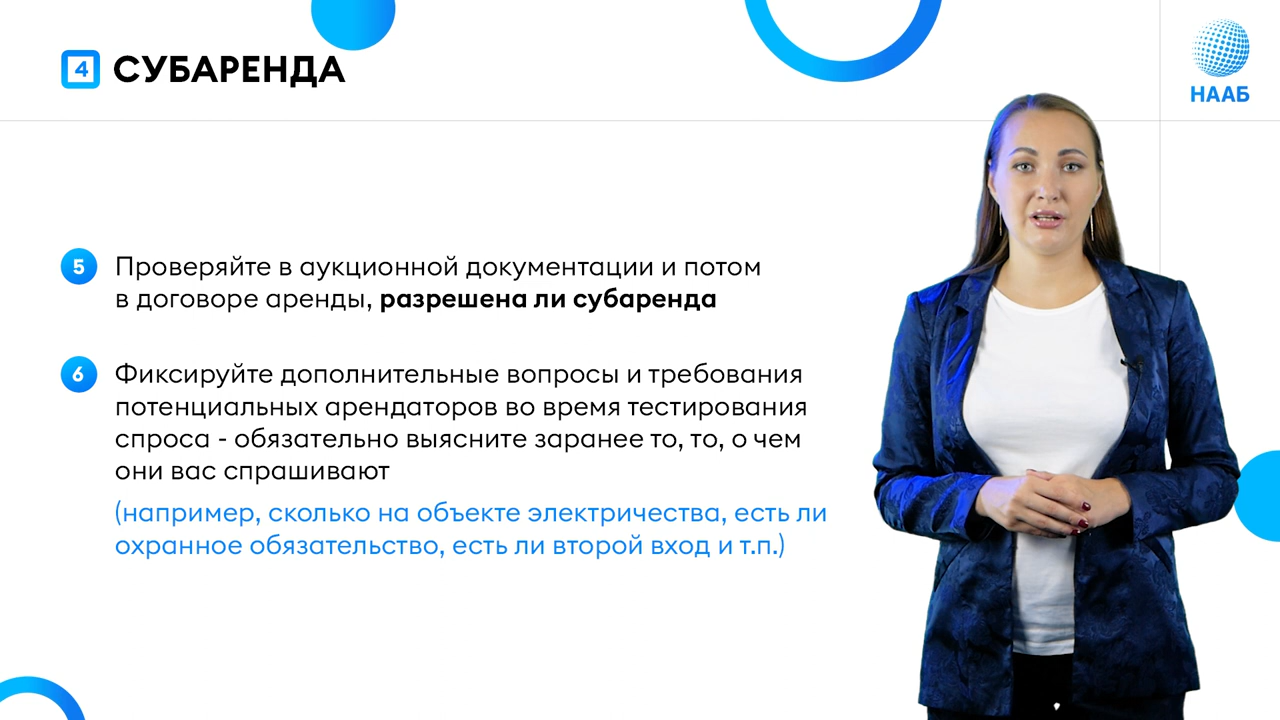 4 СУБАРЕНДА
НААБ
5 Проверяйте в аукционной документации и потом
в договоре аренды, разрешена ли субаренда
6 Фиксируйте дополнительные вопросы и требования
потенциальных арендаторов во время тестирования
спроса - обязательно выясните заранее то, то, о чем
они вас спрашивают
(например, сколько на объекте электричества, есть ли
охранное обязательство, есть ли второй вход и т.п.)